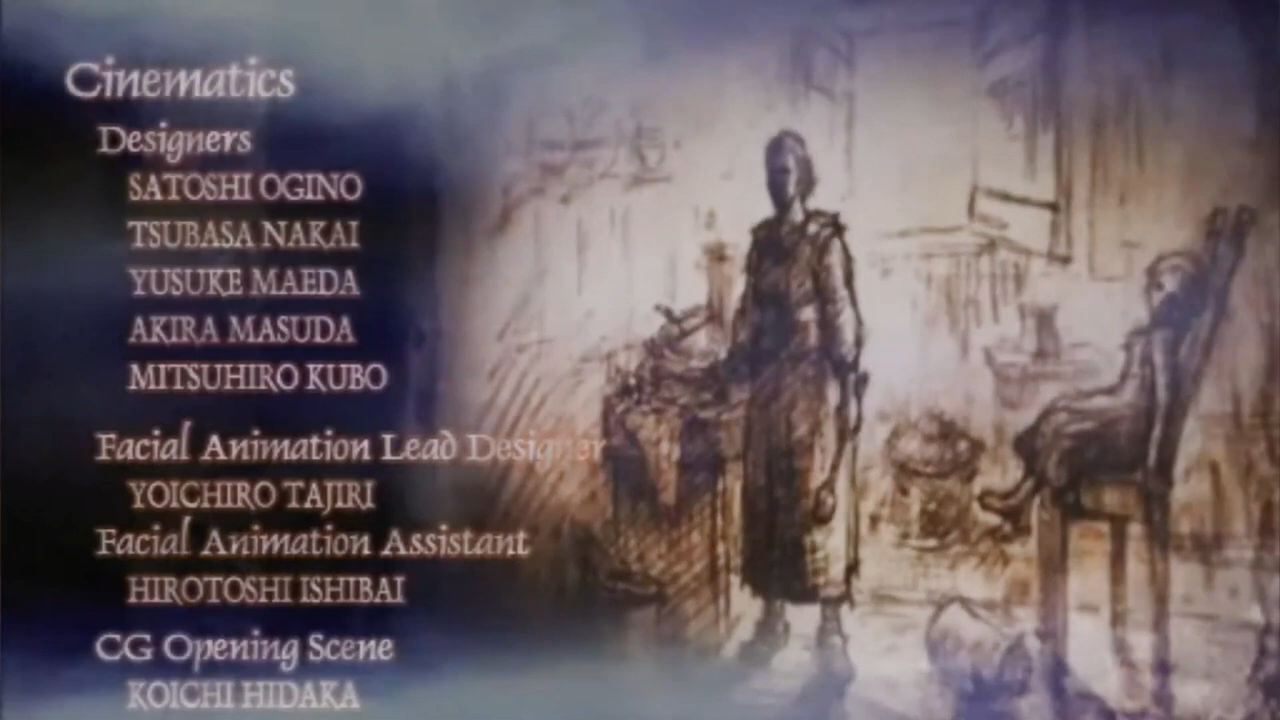 Cinematics
Designers
SATOSHI OGINO
TSUBASA NAKAI
YUSUKE MAEDA
AKIRA MASUDA
MITSUHIRO KUBO
Facial Animation Lead Designer
YOICHIRO TAJIRI
Facial Animation Assistant
HIROTOSHI ISHIBAI
CG Opening Scene
KOICHI HIDAKA